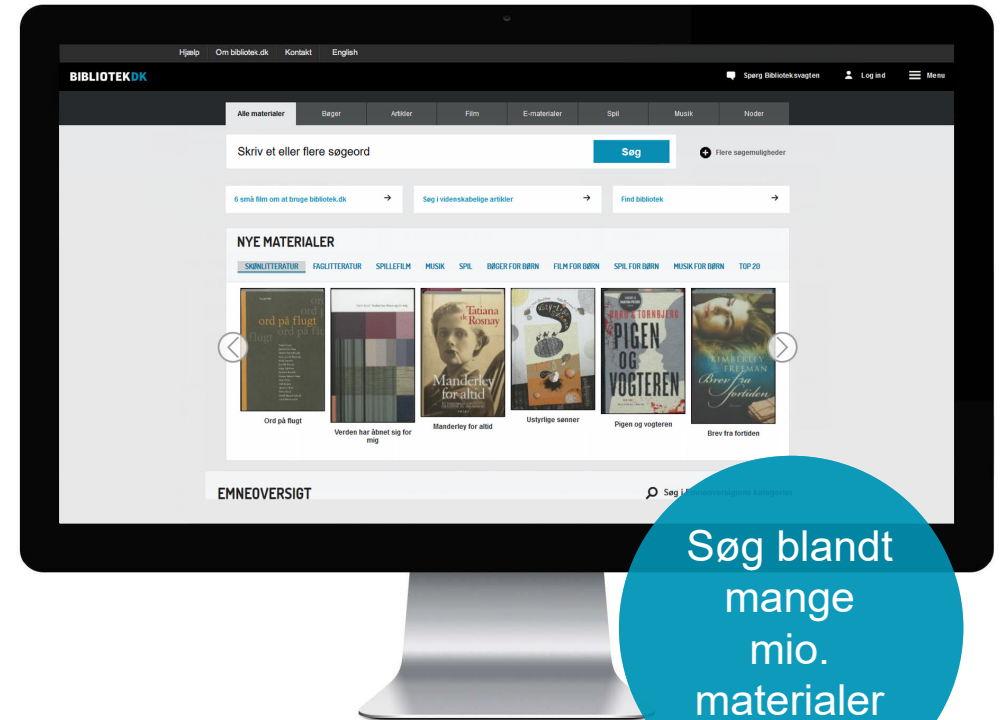 Hjælp Om bibliotek.dk Kontakt English
BIBLIOTEKDK Spørg Biblioteksvagten Log ind Menu
Alle materialer Bøger Artikler Film E-materialer Spil Musik Noder
Skriv et eller flere søgeord Søg Flere søgemuligheder
6 små film om at bruge bibliotek.dk Søg i videnskabelige artikler Find bibliotek
NYE MATERIALER
SKØNLITTERATUR FAGLITTERATUR SPILLEFILM MUSIK SPIL BØGER FOR BØRN FILM FOR BØRN SPIL FOR BØRN MUSIK FOR BØRN TOP 20
ord på flugt
Tatiana
de Rosnay
Manderley
for altid
BØRN & TORNBJERG
PIGEN
OG
VOGTEREN
KIMBERLEY
FREEMAN
Brev fra
fortiden
Ord på flugt
Verden har åbnet sig for
mig
Manderley for altid
Ustyrlige sønner
Pigen og vogteren
Brev fra fortiden
EMNEOVERSIGT Søg i Emneoversigtens kategorier
Søg blandt
mange
mio.
materialer